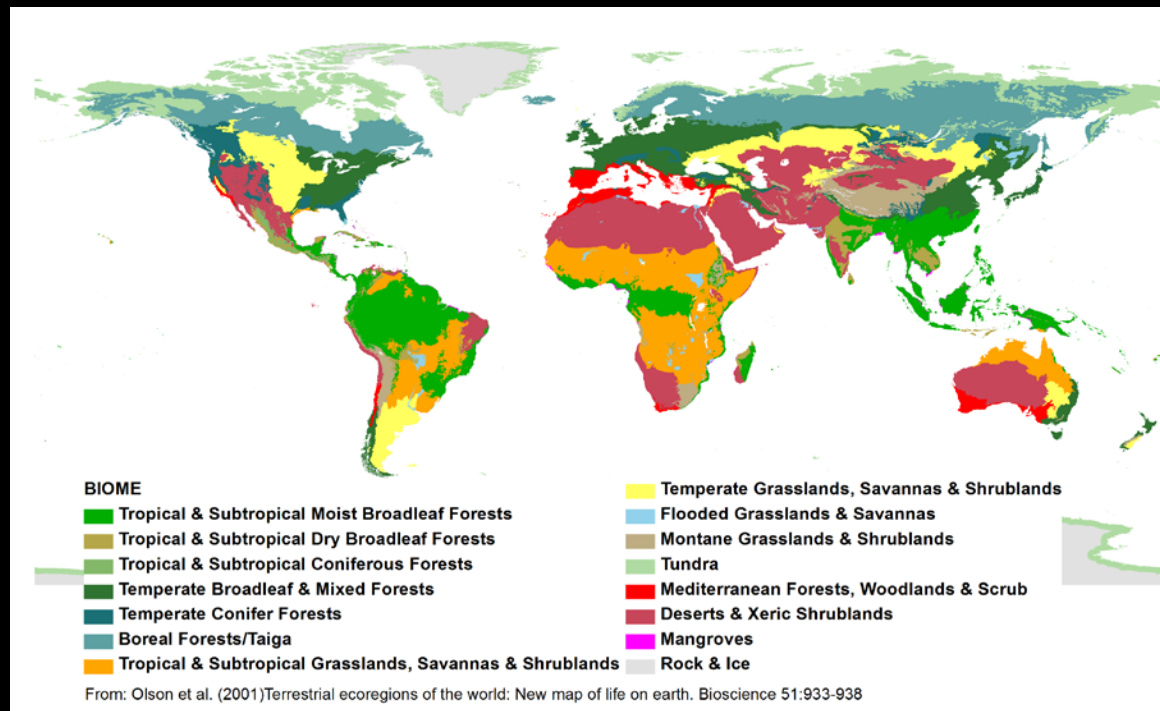 BIOME
Tropical & Subtropical Moist Broadleaf Forests
Tropical & Subtropical Dry Broadleaf Forests
Tropical & Subtropical Coniferous Forests
Temperate Broadleaf & Mixed Forests
Temperate Conifer Forests
Boreal Forests/Taiga
Tropical & Subtropical Grasslands, Savannas & Shrublands
Temperate Grasslands, Savannas & Shrublands
Flooded Grasslands & Savannas
Montane Grasslands & Shrublands
Tundra
Mediterranean Forests, Woodlands & Scrub
Deserts & Xeric Shrublands
Mangroves
Rock & Ice
From: Olson et al. (2001)Terrestrial ecoregions of the world: New map of life on earth. Bioscience 51:933-938